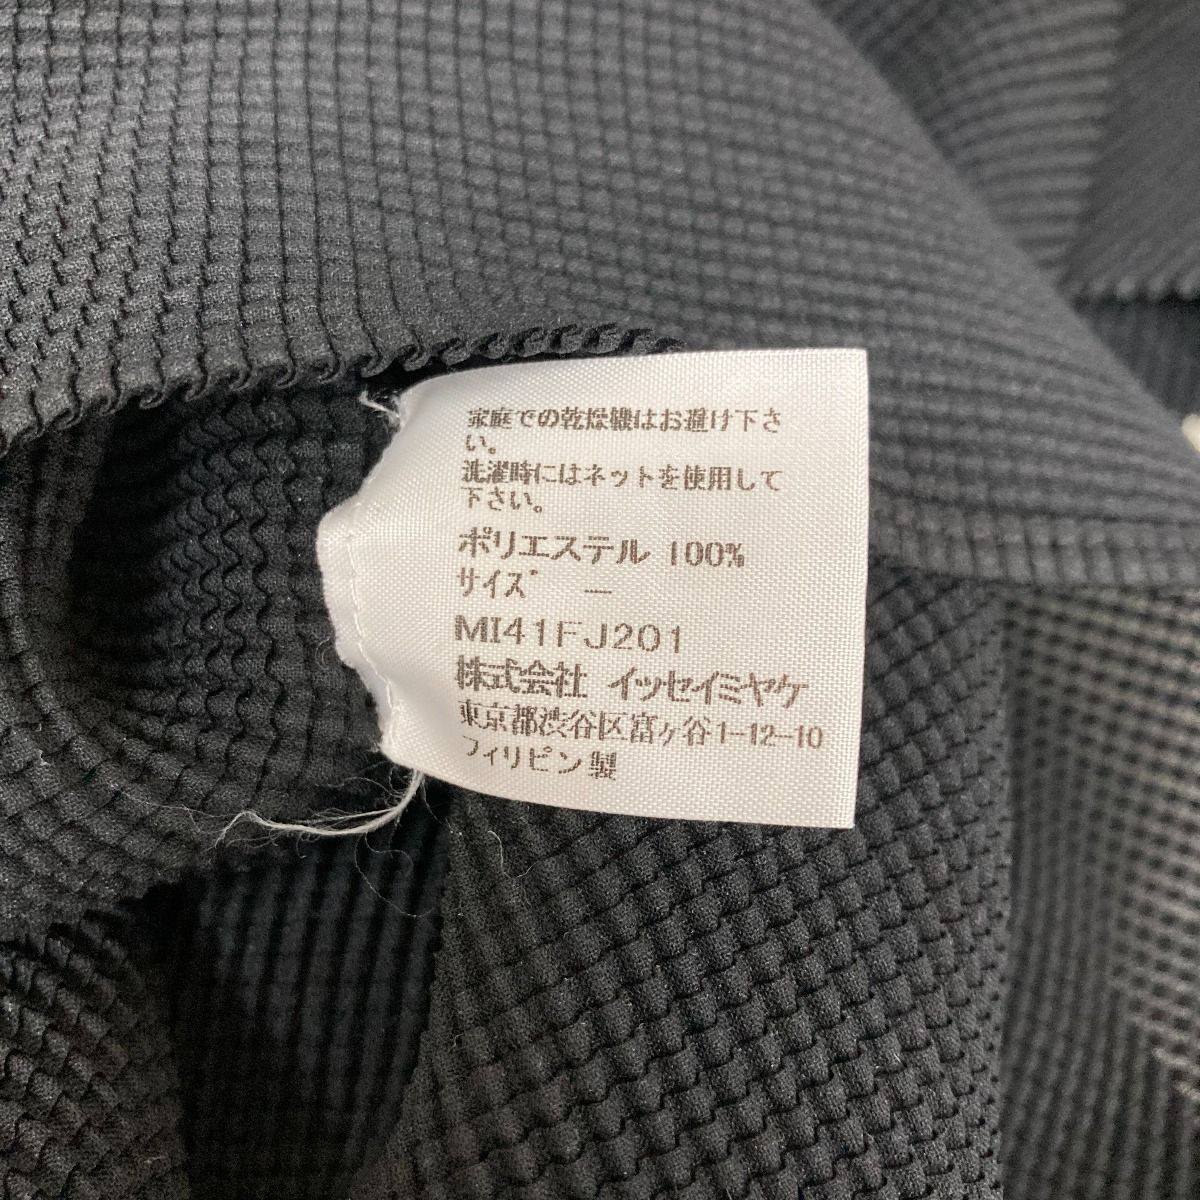 家庭での乾燥機はお避け下さ
い。
洗濯時にはネットを使用して
下さい。
ポリエステル 100%
サイズ —
MI41FJ201
株式会社 イッセイミヤケ
東京都渋谷区富ヶ谷1-12-10
フィリピン製